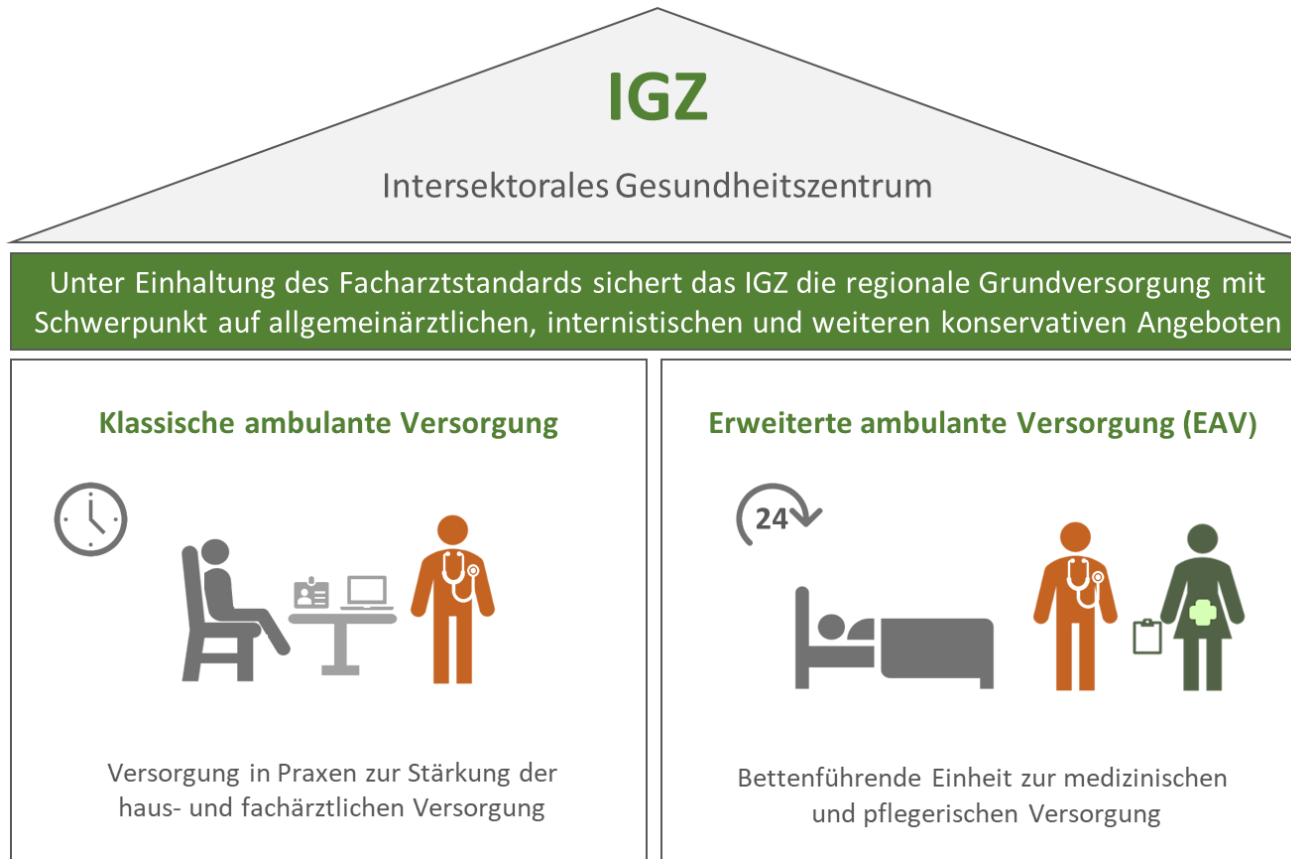 IGZ
Intersektorales Gesundheitszentrum
Unter Einhaltung des Facharztstandards sichert das IGZ die regionale Grundversorgung mit
Schwerpunkt auf allgemeinärztlichen, internistischen und weiteren konservativen Angeboten
Klassische ambulante Versorgung
Versorgung in Praxen zur Stärkung der
haus- und fachärztlichen Versorgung
Erweiterte ambulante Versorgung (EAV)
24
Bettenführende Einheit zur medizinischen
und pflegerischen Versorgung